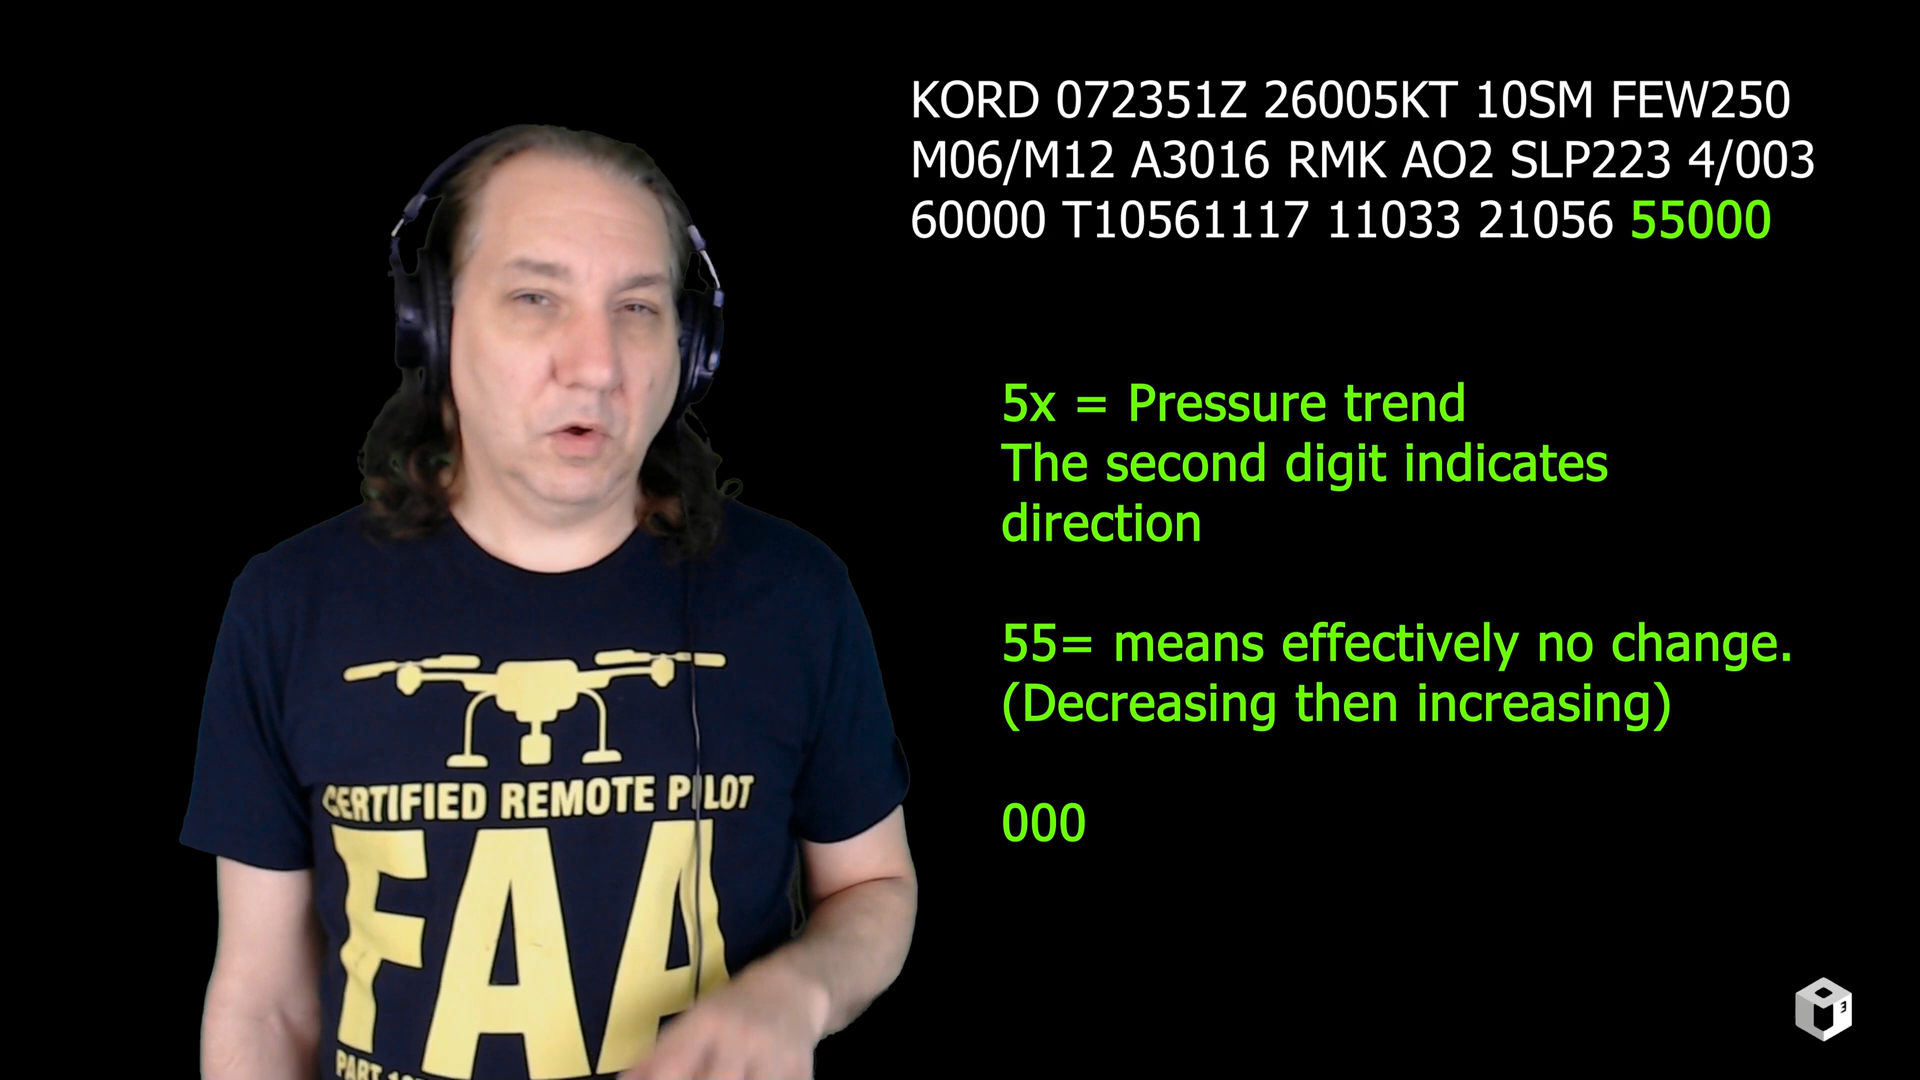 KORD 072351Z 26005KT 10SM FEW250
M06/M12 A3016 RMK AO2 SLP223 4/003
60000 T10561117 11033 21056 55000
5x = Pressure trend
The second digit indicates
direction
55= means effectively no change.
(Decreasing then increasing)
000
CERTIFIED REMOTE PILOT
FAA
PART
3